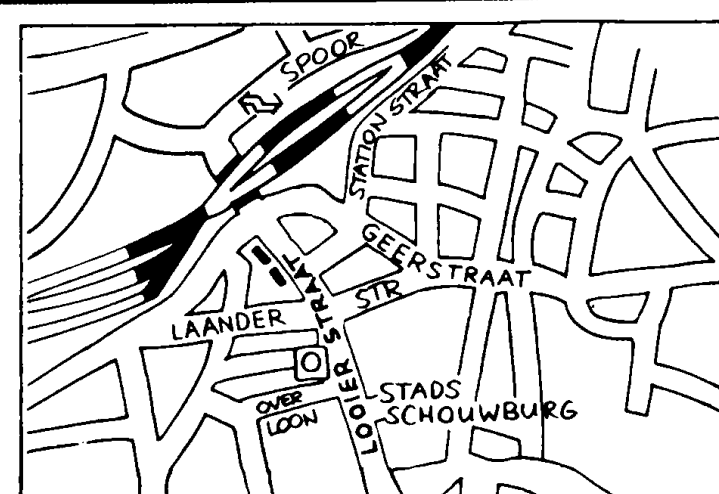 SPOOR
STATION STRAAT
GEERSTRAAT
LAANDER
STR
LOOIER STRAAT
OVER
LOON
STADS
SCHOUWBURG